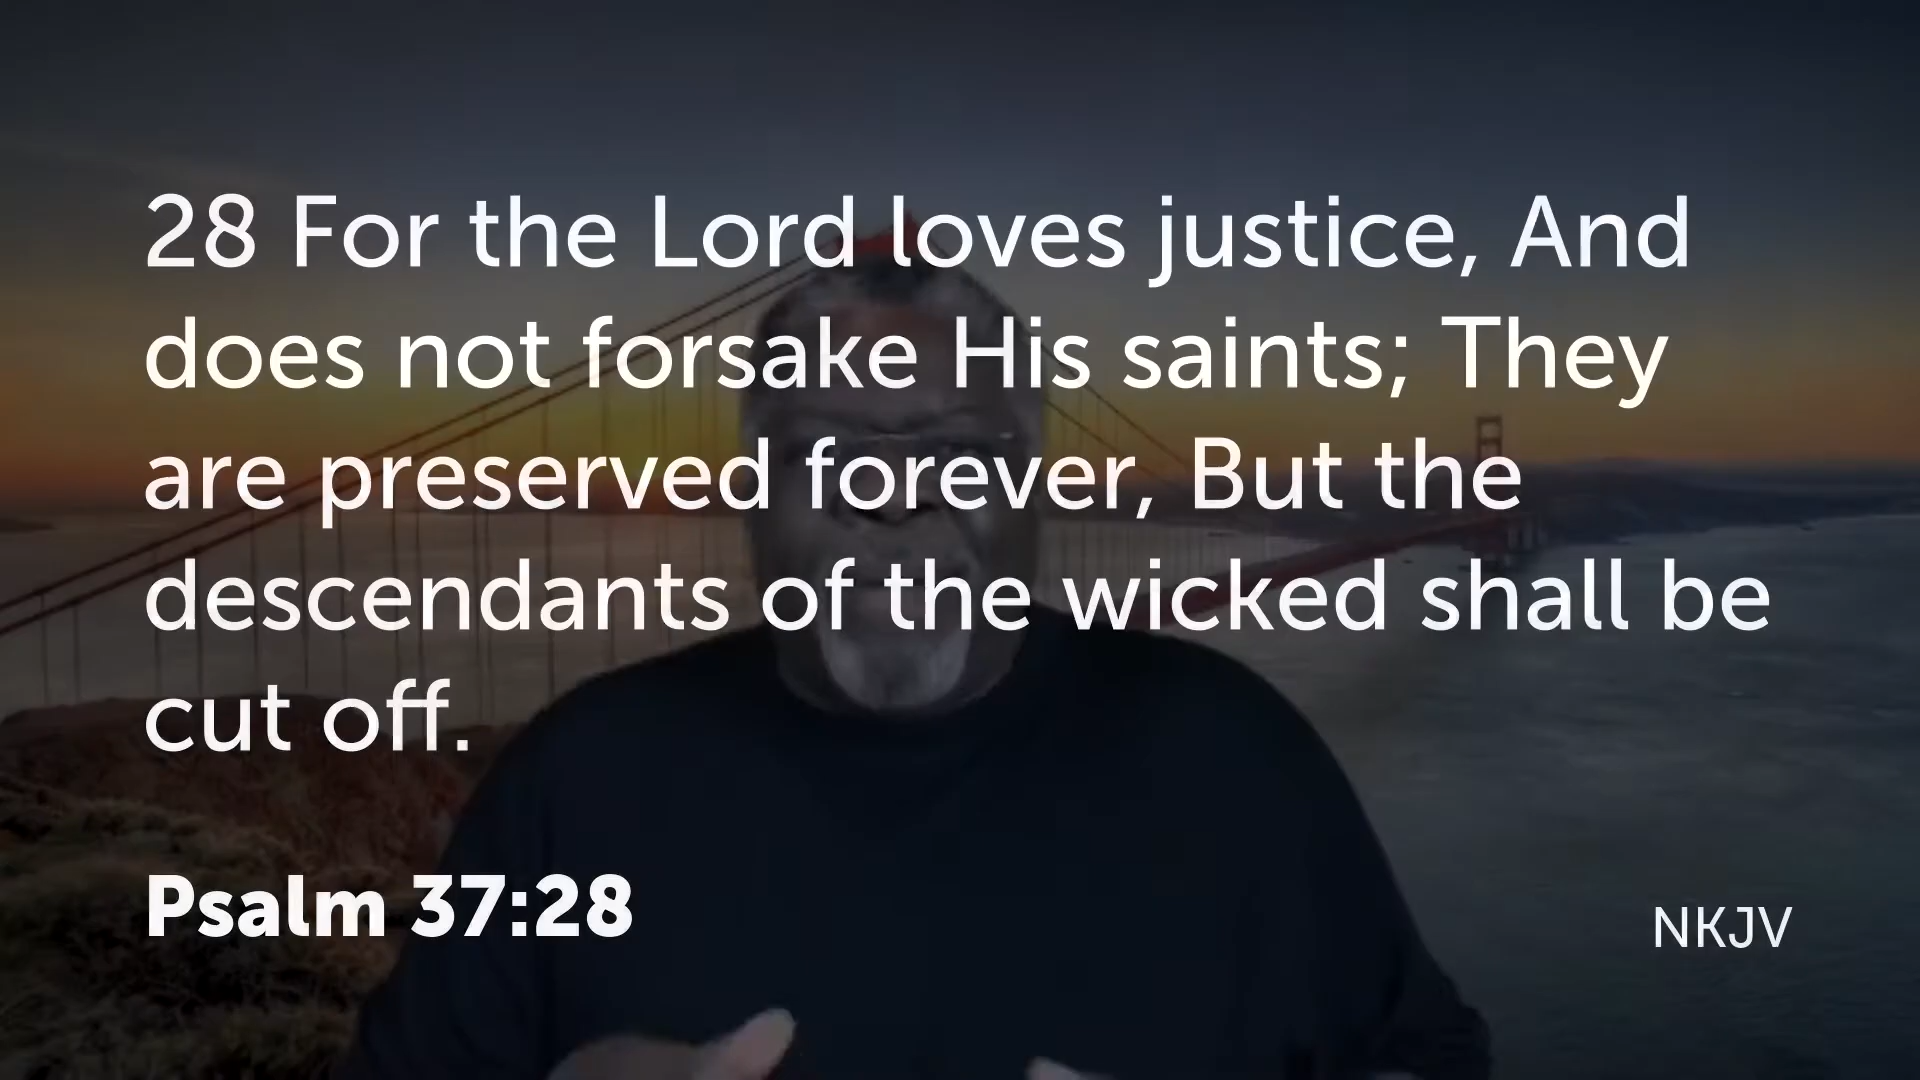 28 For the Lord loves justice, And
does not forsake His saints; They
are preserved forever, But the
descendants of the wicked shall be
cut off.
Psalm 37:28
NKJV